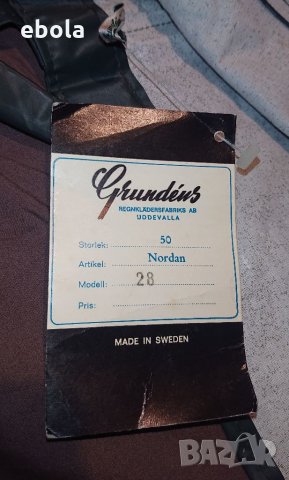 ebola
Grundéns
REGNKLÄDERSFABRIKS AB
UDDEVALLA
Storlek: 50
Artikel: Nordan
Modell: 28
Pris:
MADE IN SWEDEN
BAZAR